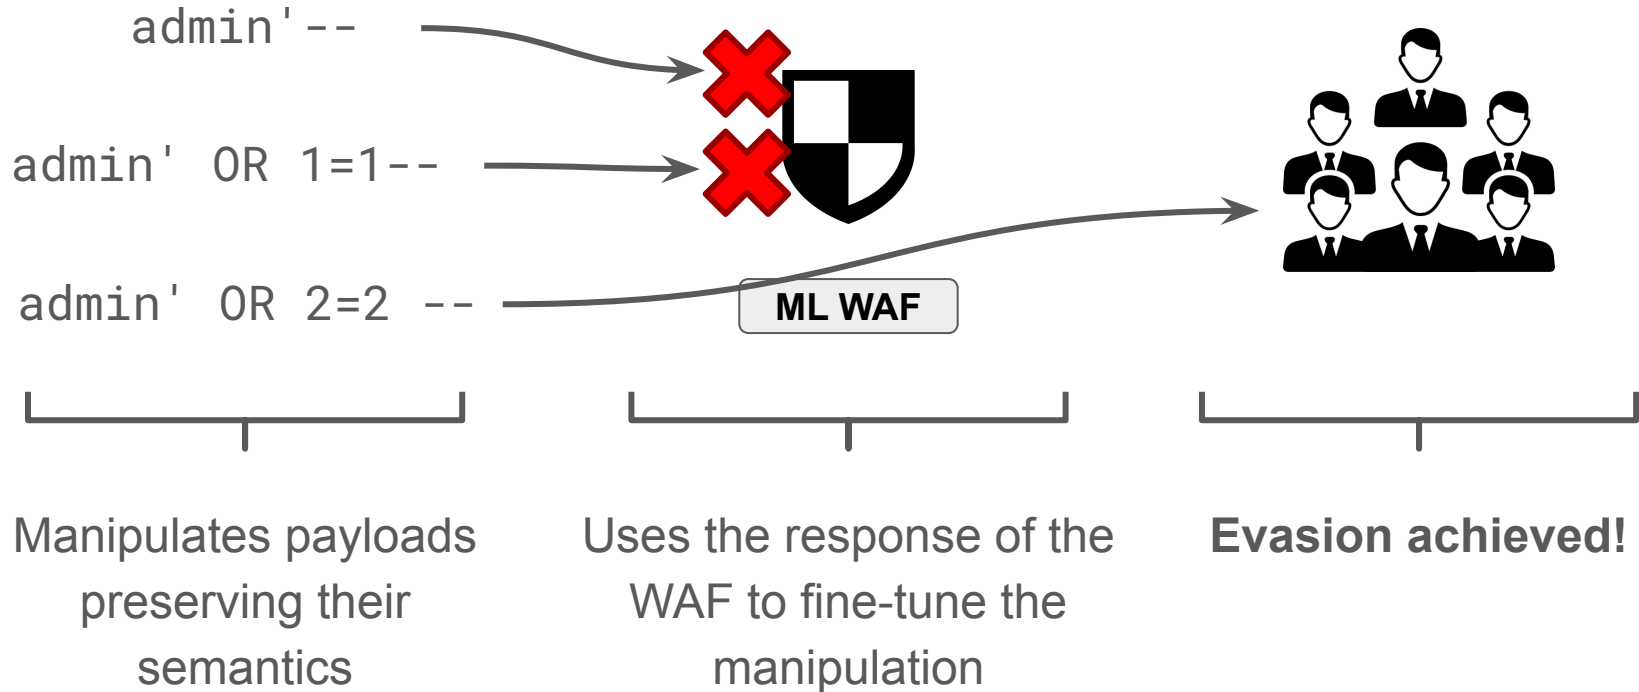 admin'--
admin' OR 1=1--
admin' OR 2=2 --
ML WAF
Manipulates payloads
preserving their
semantics
Uses the response of the
WAF to fine-tune the
manipulation
Evasion achieved!